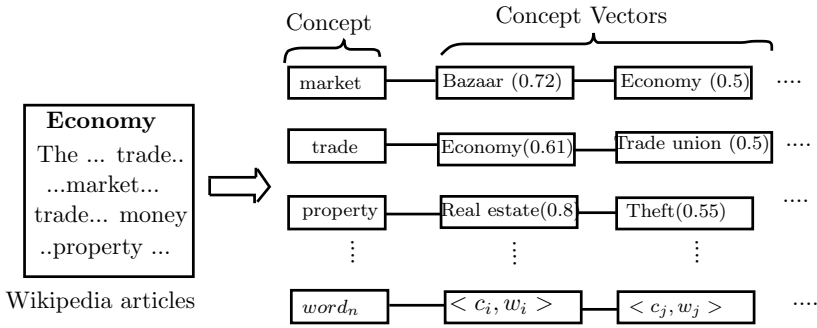 Concept
Concept Vectors
market
Bazaar (0.72)
Economy (0.5)
....
Economy
The ... trade..
...market...
trade... money
..property ...
trade
Economy(0.61)
Trade union (0.5)
....
property
Real estate(0.8)
Theft(0.55)
....
word_n
< c_i, w_i >
< c_j, w_j >
....
Wikipedia articles